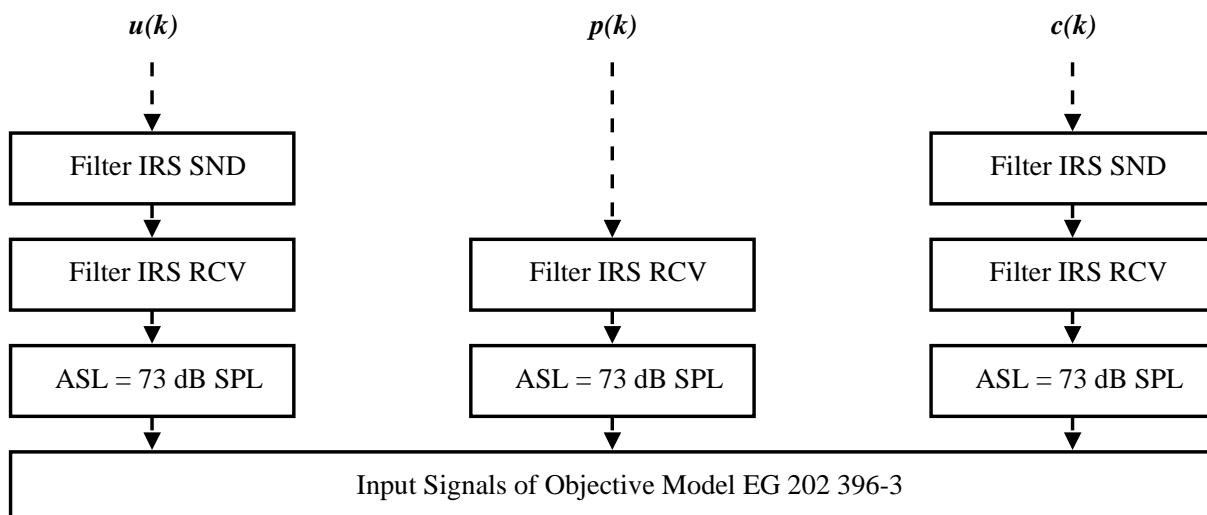 u(k)
p(k)
c(k)
Filter IRS SND
Filter IRS SND
Filter IRS RCV
Filter IRS RCV
Filter IRS RCV
ASL = 73 dB SPL
ASL = 73 dB SPL
ASL = 73 dB SPL
Input Signals of Objective Model EG 202 396-3